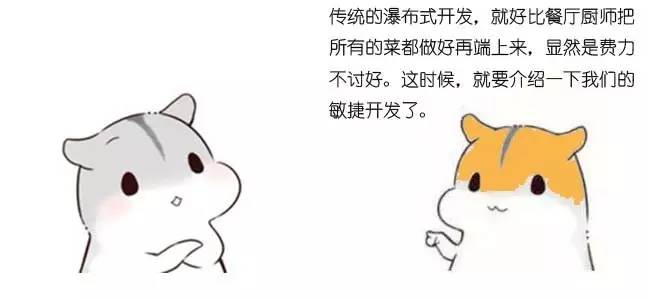 传统的瀑布式开发，就好比餐厅厨师把
所有的菜都做好再端上来，显然是费力
不讨好。这时候，就要介绍一下我们的
敏捷开发了。